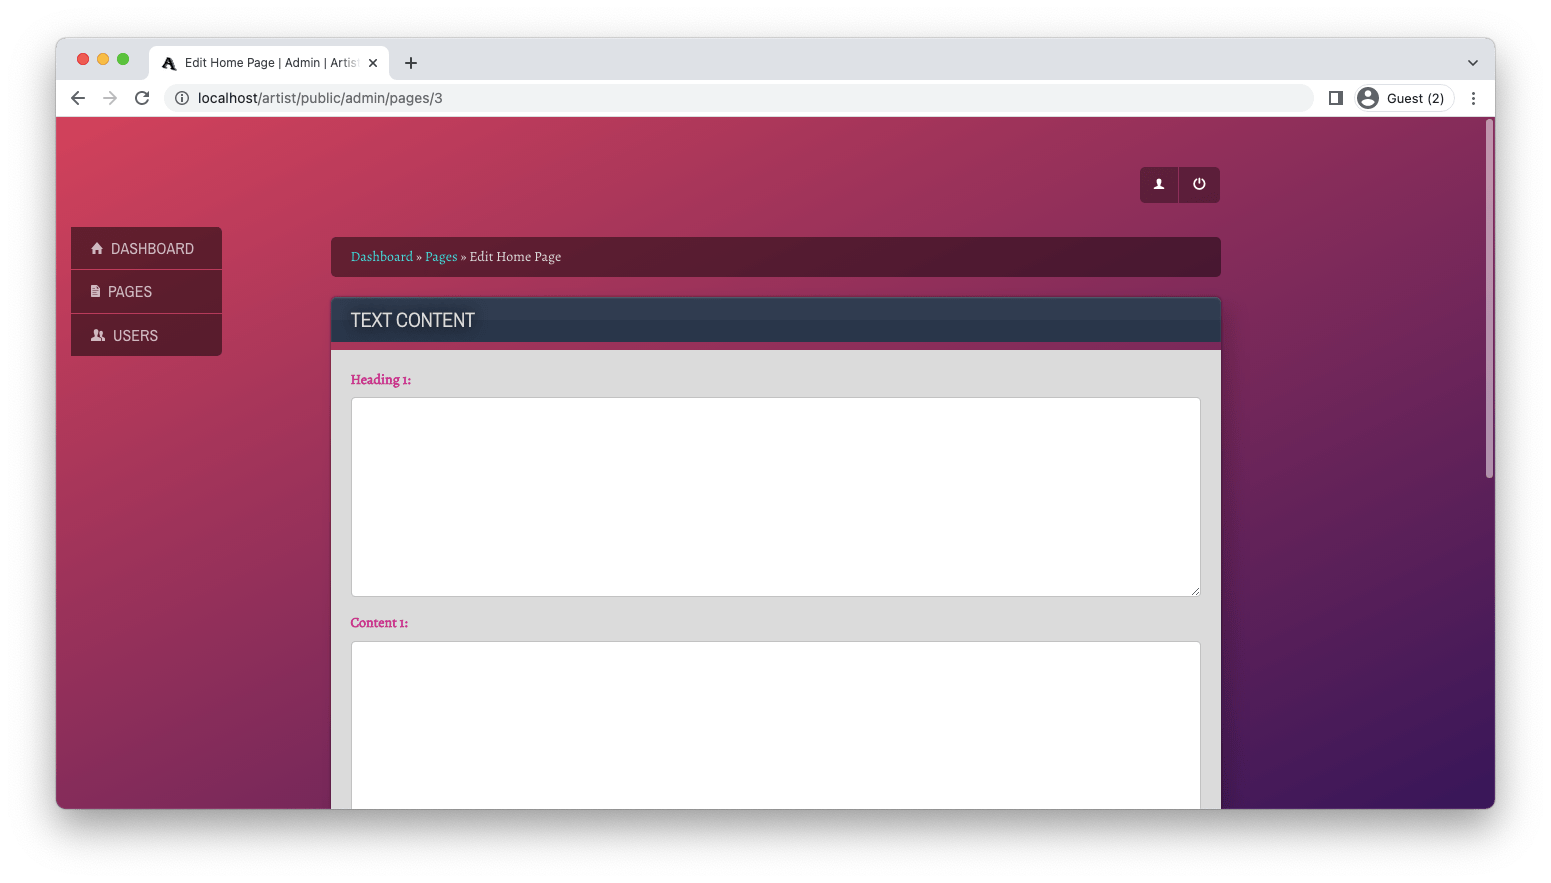 Edit Home Page | Admin | Artis
localhost/artist/public/admin/pages/3
Guest (2)
DASHBOARD
PAGES
USERS
Dashboard » Pages » Edit Home Page
TEXT CONTENT
Heading 1:
Content 1: